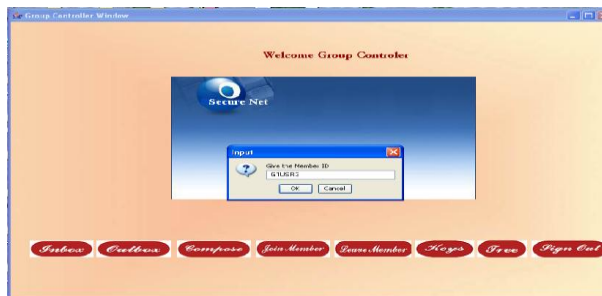 Group Controller Window
Welcome Group Controler
Secure Net
Input
Give the Member ID
G1USR3
OK Cancel
Inbox Outbox Compose Join Member Leave Member Keys Tree Sign Out